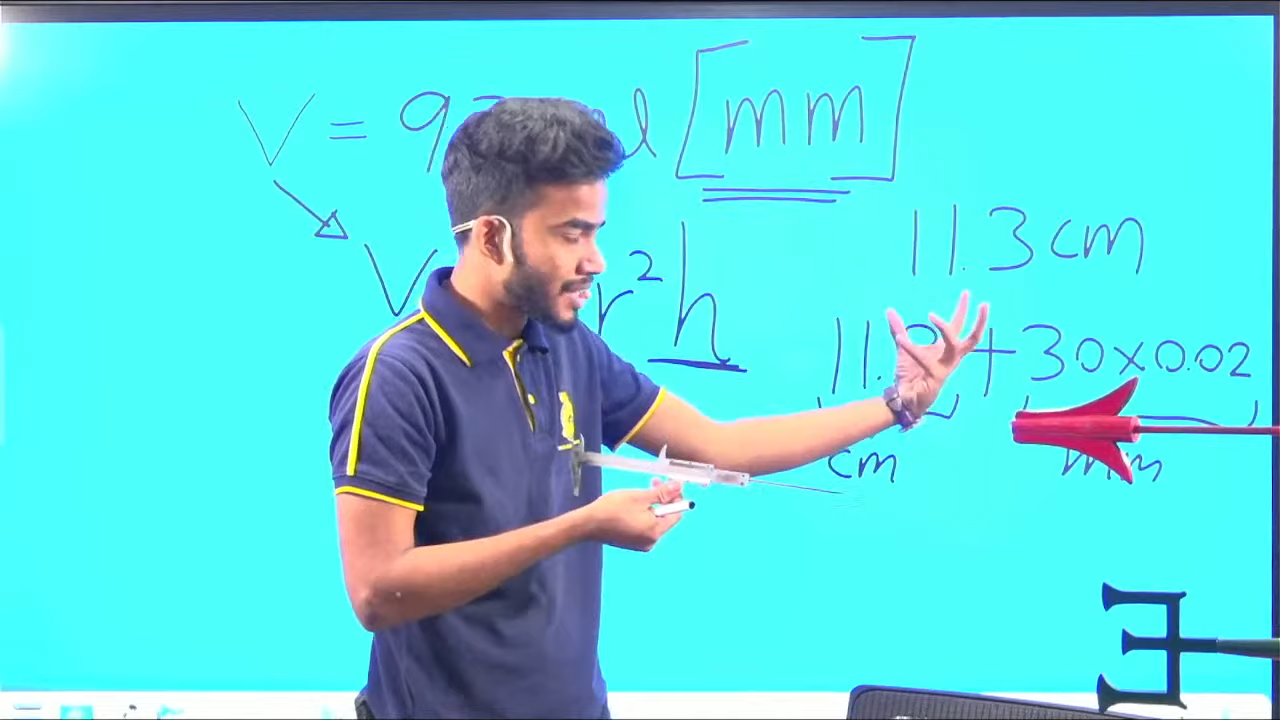 V = 9 l [mm]
11.3 cm
V r²h
11. + 30×0.02
cm mm
E